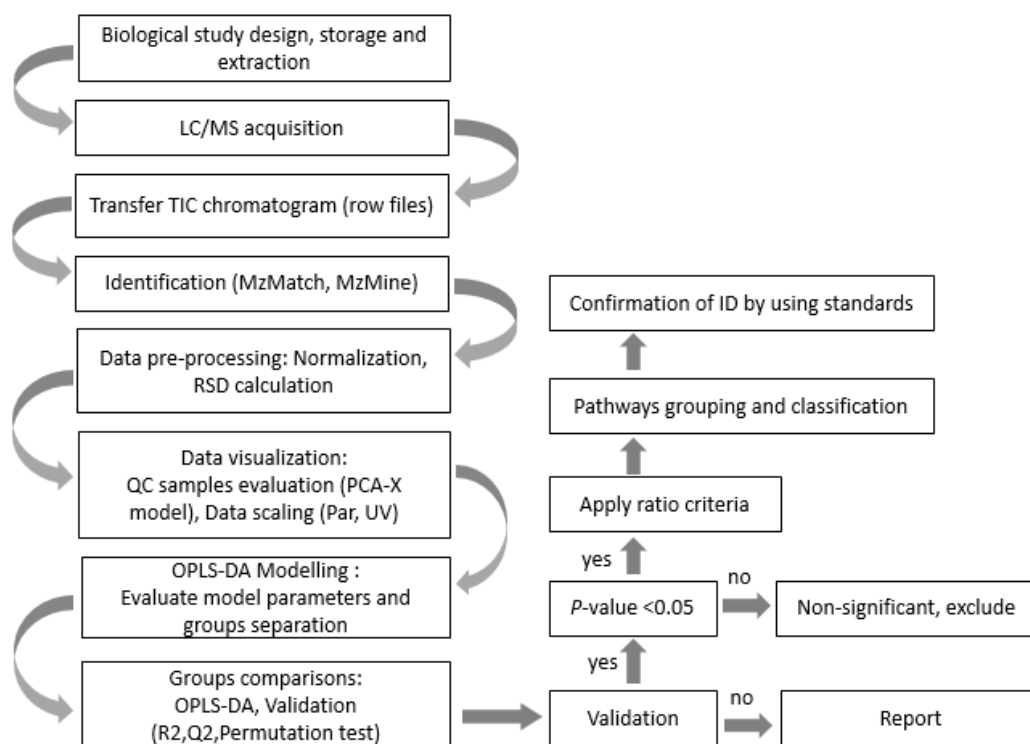 Biological study design, storage and
extraction
LC/MS acquisition
Transfer TIC chromatogram (row files)
Identification (MzMatch, MzMine)
Data pre-processing: Normalization,
RSD calculation
Data visualization:
QC samples evaluation (PCA-X
model), Data scaling (Par, UV)
OPLS-DA Modelling :
Evaluate model parameters and
groups separation
Groups comparisons:
OPLS-DA, Validation
(R2,Q2,Permutation test)
Confirmation of ID by using standards
Pathways grouping and classification
Apply ratio criteria
yes
P-value <0.05
no
Non-significant, exclude
yes
Validation
no
Report